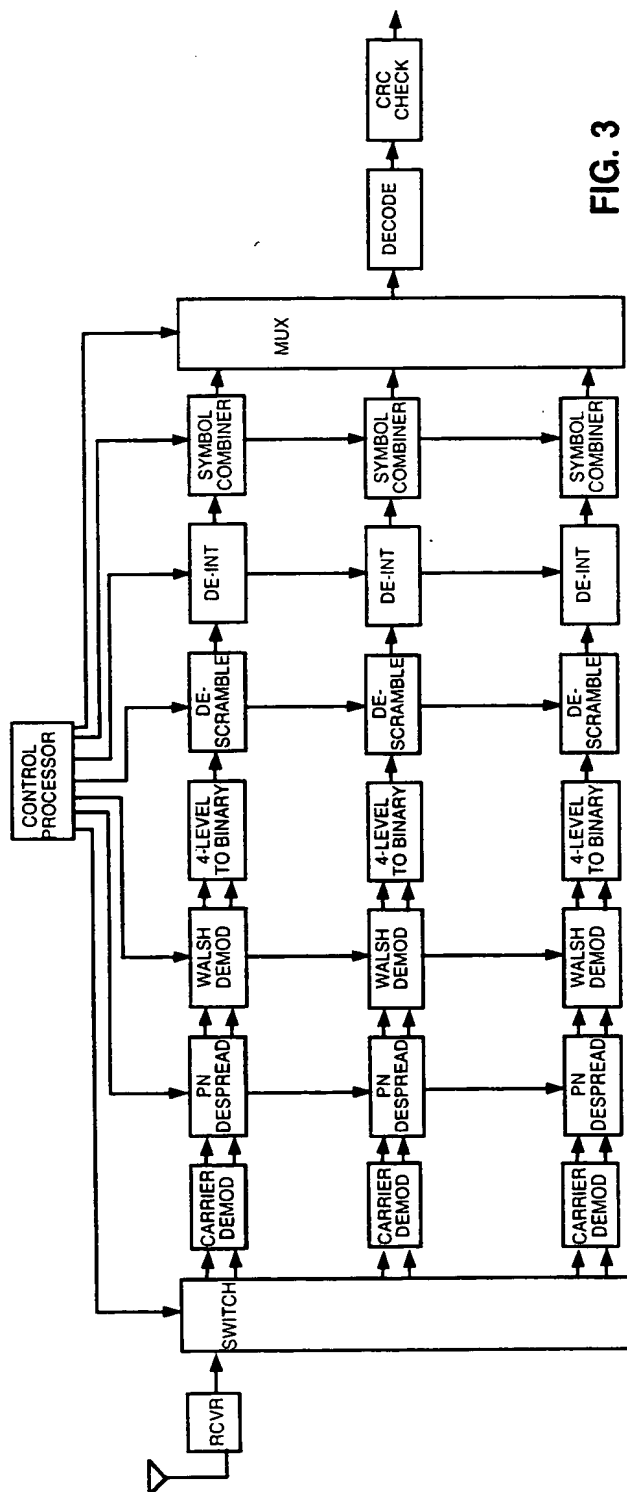 CONTROL
PROCESSOR
RCVR
SWITCH
CARRIER
DEMOD
PN
DESPREAD
WALSH
DEMOD
4-LEVEL
TO BINARY
DE-
SCRAMBLE
DE-INT
SYMBOL
COMBINER
CARRIER
DEMOD
PN
DESPREAD
WALSH
DEMOD
4-LEVEL
TO BINARY
DE-
SCRAMBLE
DE-INT
SYMBOL
COMBINER
CARRIER
DEMOD
PN
DESPREAD
WALSH
DEMOD
4-LEVEL
TO BINARY
DE-
SCRAMBLE
DE-INT
SYMBOL
COMBINER
MUX
DECODE
CRC
CHECK
FIG. 3